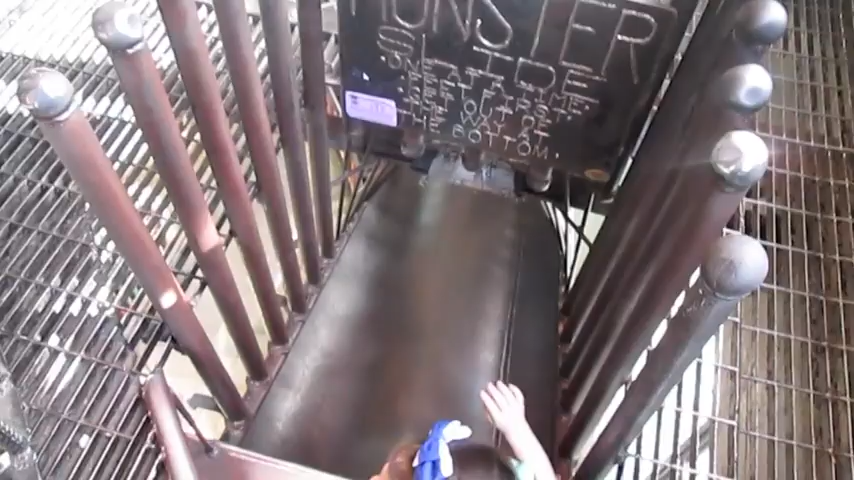 MONSTER
SLIDE
• ONE AT A TIME
• FEET FIRST
• GET OUT OF
THE WAY AT
THE BOTTOM.